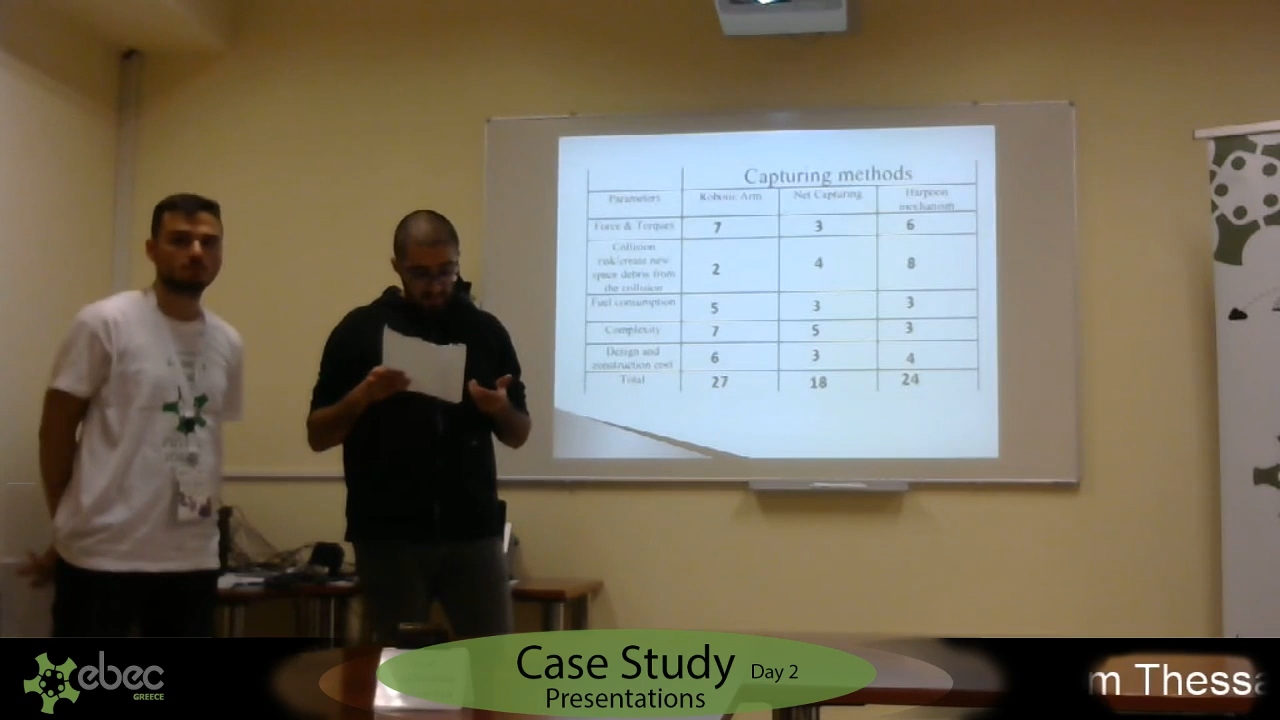 Capturing methods
Parameters Robotic Arm Net Capturing Harpoon
mechanism
Force & Torques 7 3 6
Collision
risk/create new
space debris from
the collision 2 4 8
Fuel consumption 5 3 3
Complexity 7 5 3
Design and
construction cost 6 3 4
Total 27 18 24
ebec
GREECE
Case Study Day 2
Presentations
m Thessa